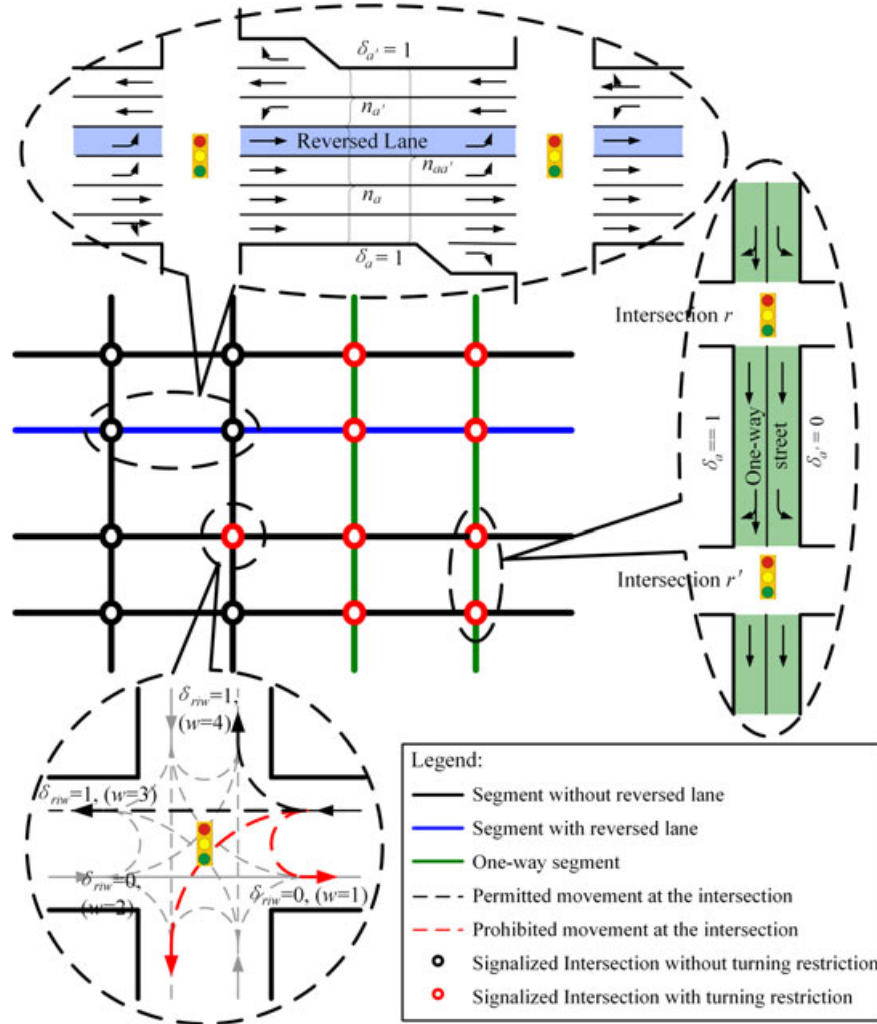 δa' = 1
na'
Reversed Lane
naa'
na
δa = 1
Intersection r
δa == 1
One-way
street
δa' = 0
Intersection r'
δriw=1,
(w=4)
δriw=1, (w=3)
δriw=0,
(w=2)
δriw=0, (w=1)
Legend:
Segment without reversed lane
Segment with reversed lane
One-way segment
Permitted movement at the intersection
Prohibited movement at the intersection
Signalized Intersection without turning restriction
Signalized Intersection with turning restriction